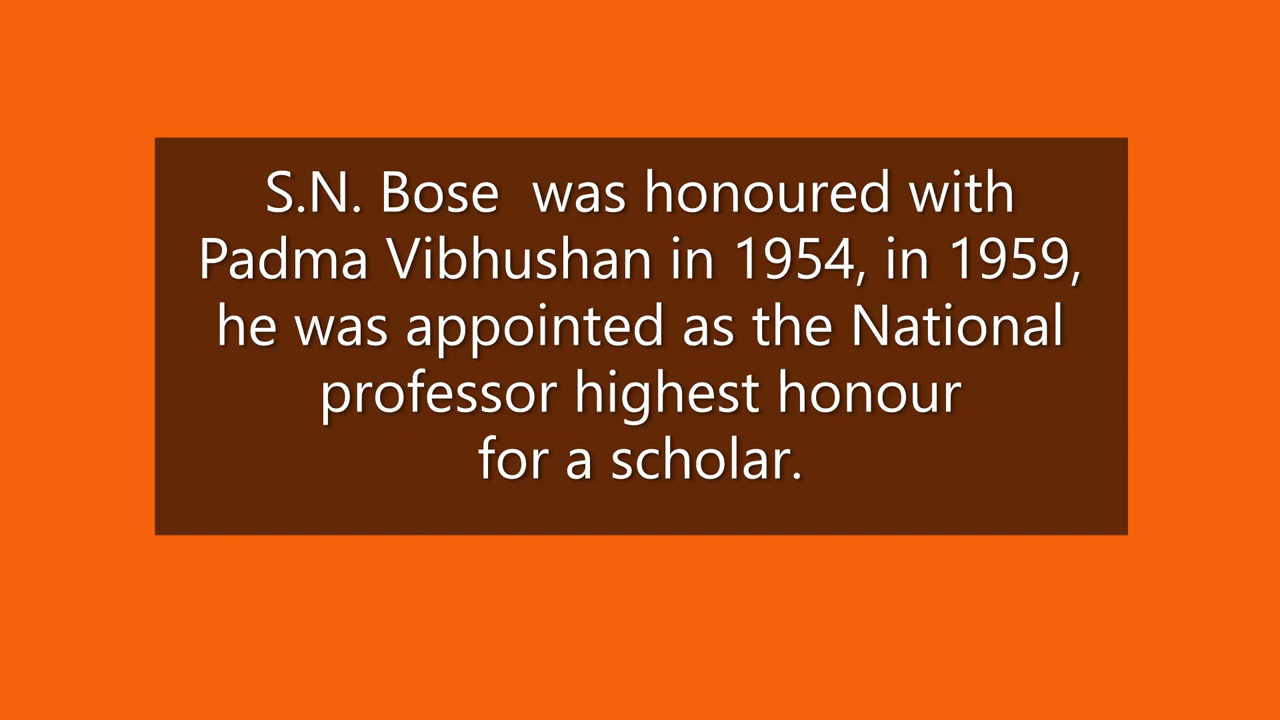 S.N. Bose  was honoured with
Padma Vibhushan in 1954, in 1959,
he was appointed as the National
professor highest honour
for a scholar.